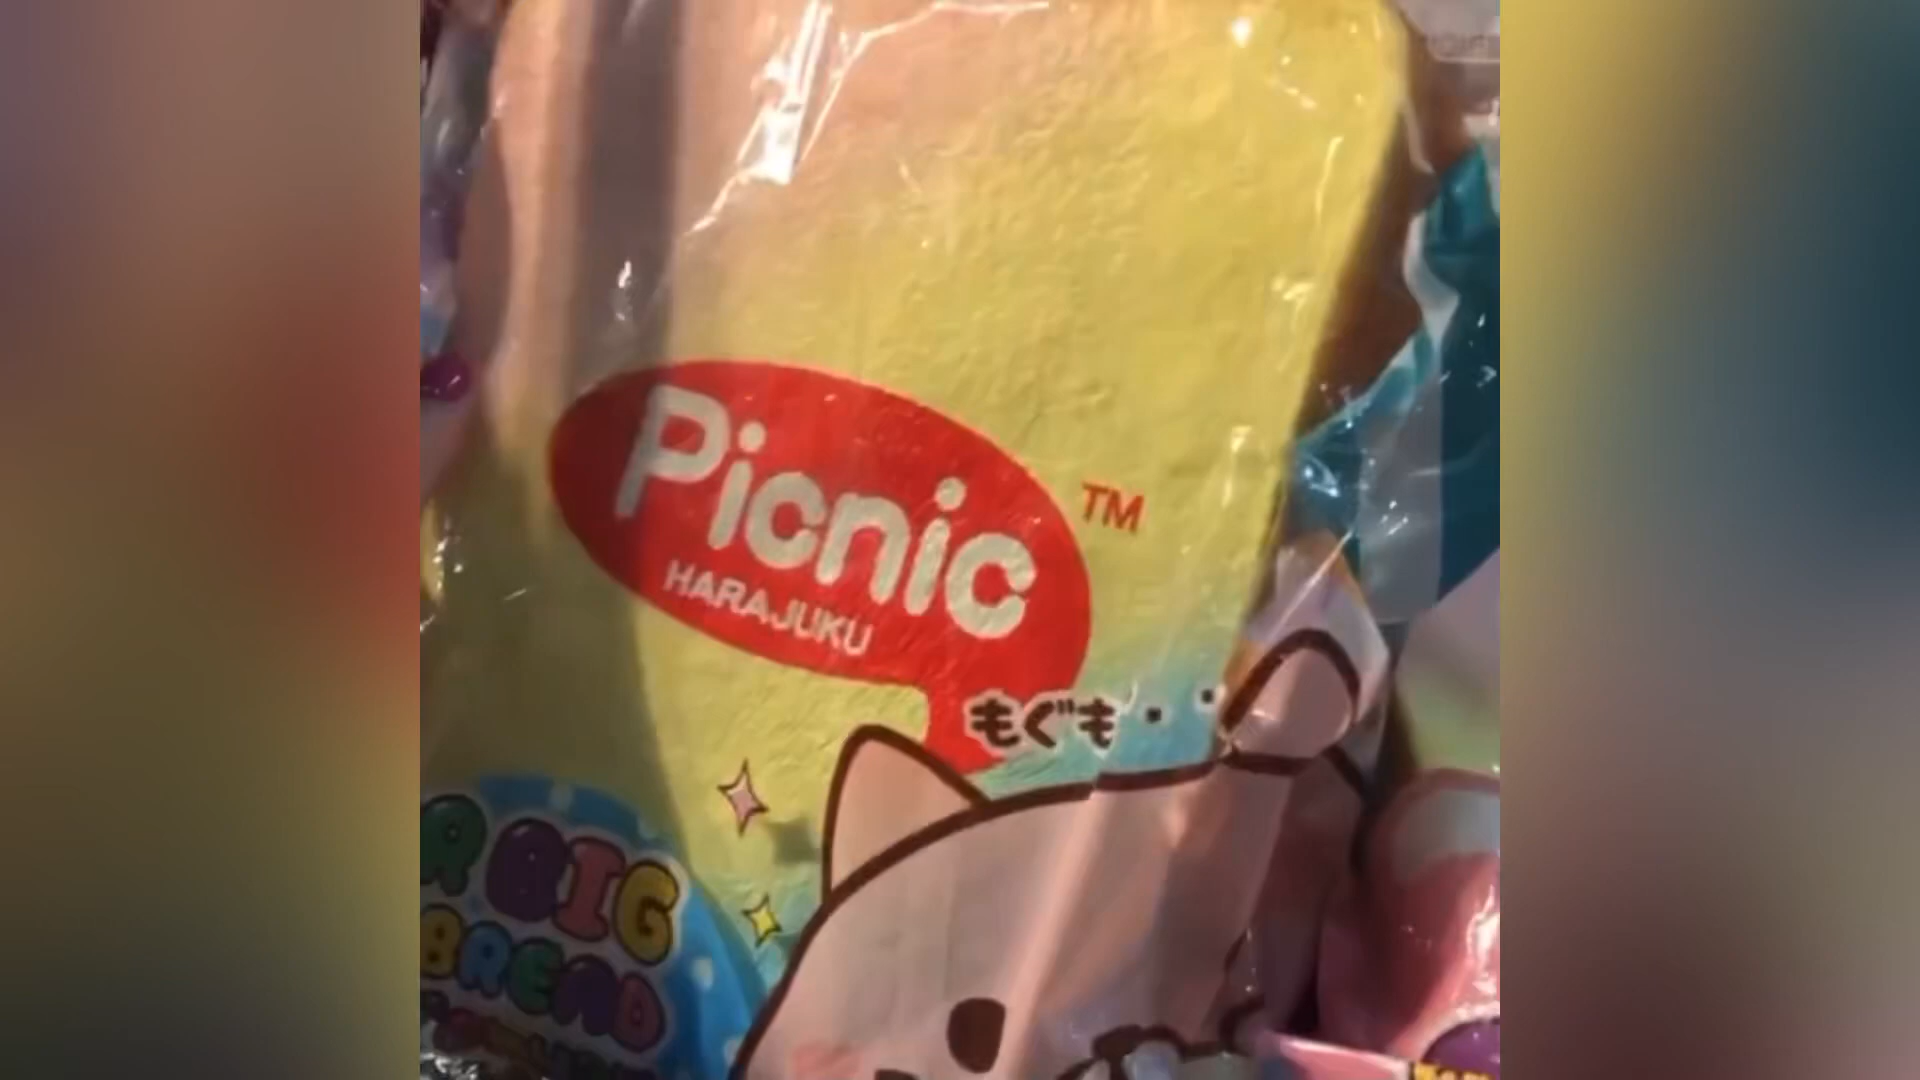 Picnic
TM
HARAJUKU
もぐも・・
R BIG
BREAD